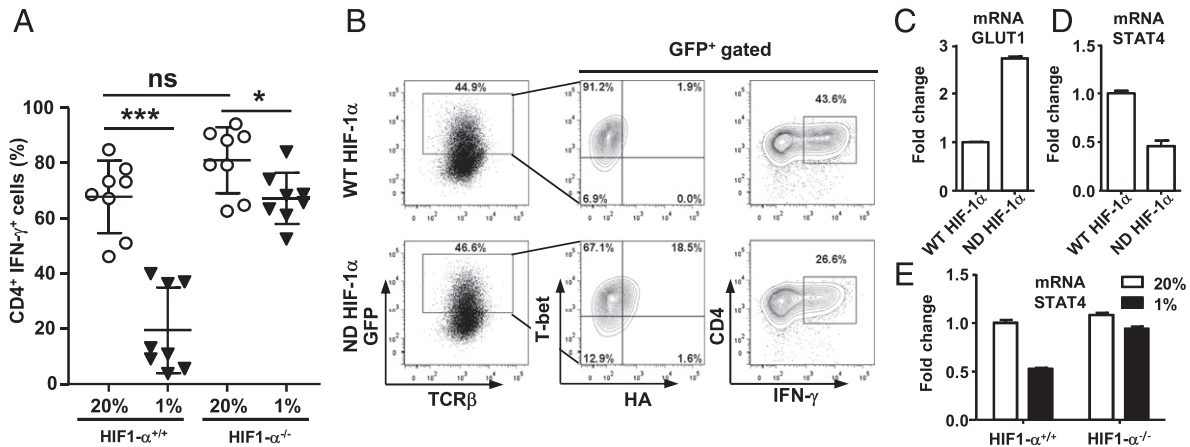 A
CD4⁺ IFN-γ⁺ cells (%)
100
80
60
40
20
0
ns
***
*
20% 1% 20% 1%
HIF1-α⁺/⁺ HIF1-α⁻/⁻
B
GFP⁺ gated
WT HIF-1α
44.9%
91.2% 1.9%
6.9% 0.0%
43.6%
ND HIF-1α
46.6%
67.1% 18.5%
12.9% 1.6%
26.6%
GFP
T-bet
CD4
TCRβ
HA
IFN-γ
C
mRNA
GLUT1
Fold change
3
2
1
0
WT HIF-1α
ND HIF-1α
D
mRNA
STAT4
Fold change
1.5
1.0
0.5
0.0
WT HIF-1α
ND HIF-1α
E
mRNA
STAT4
Fold change
1.5
1.0
0.5
0.0
20%
1%
HIF1-α⁺/⁺ HIF1-α⁻/⁻